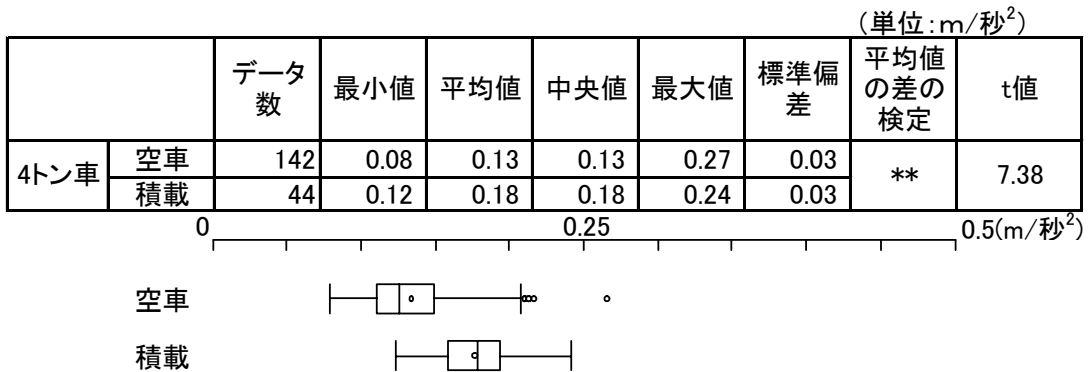 (単位:m/秒²)
データ数 最小値 平均値 中央値 最大値 標準偏差 平均値の差の検定 t値
4トン車 空車 142 0.08 0.13 0.13 0.27 0.03 ** 7.38
積載 44 0.12 0.18 0.18 0.24 0.03
0 0.25 0.5(m/秒²)
空車
積載